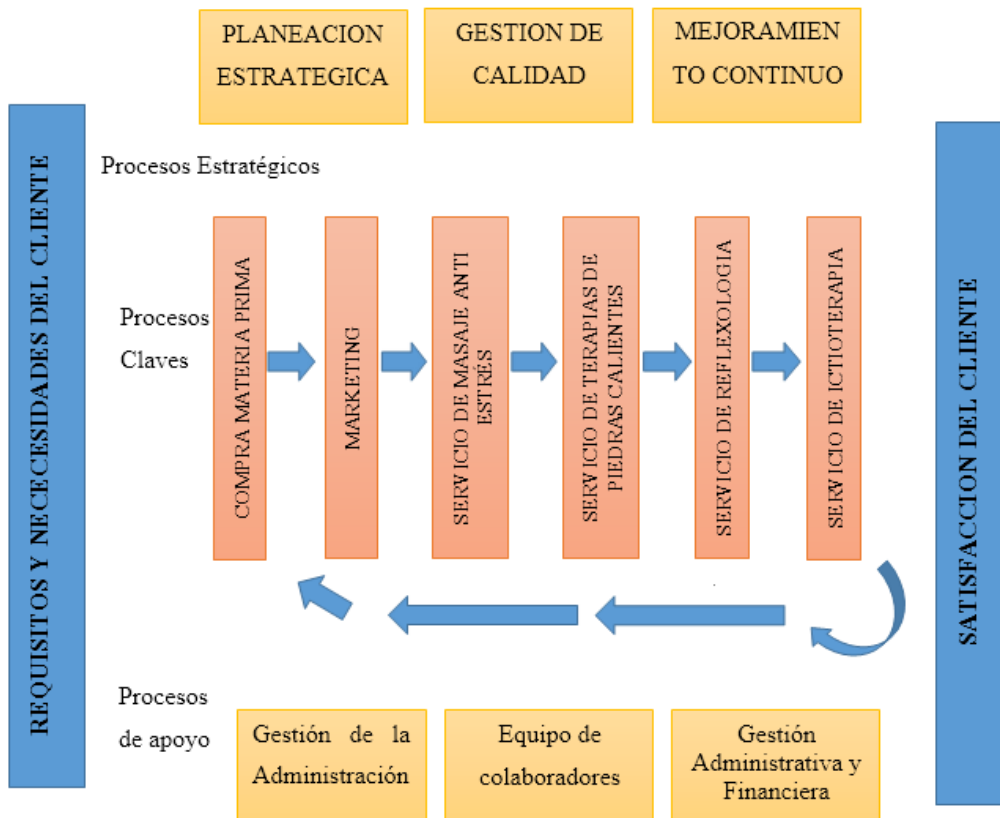 PLANEACION
ESTRATEGICA
GESTION DE
CALIDAD
MEJORAMIEN
TO CONTINUO
REQUISITOS Y NECECIDADES DEL CLIENTE
Procesos Estratégicos
Procesos
Claves
COMPRA MATERIA PRIMA
MARKETING
SERVICIO DE MASAJE ANTI
ESTRÉS
SERVICIO DE TERAPIAS DE
PIEDRAS CALIENTES
SERVICIO DE REFLEXOLOGIA
SERVICIO DE ICTIOTERAPIA
SATISFACCION DEL CLIENTE
Procesos
de apoyo
Gestión de la
Administración
Equipo de
colaboradores
Gestión
Administrativa y
Financiera